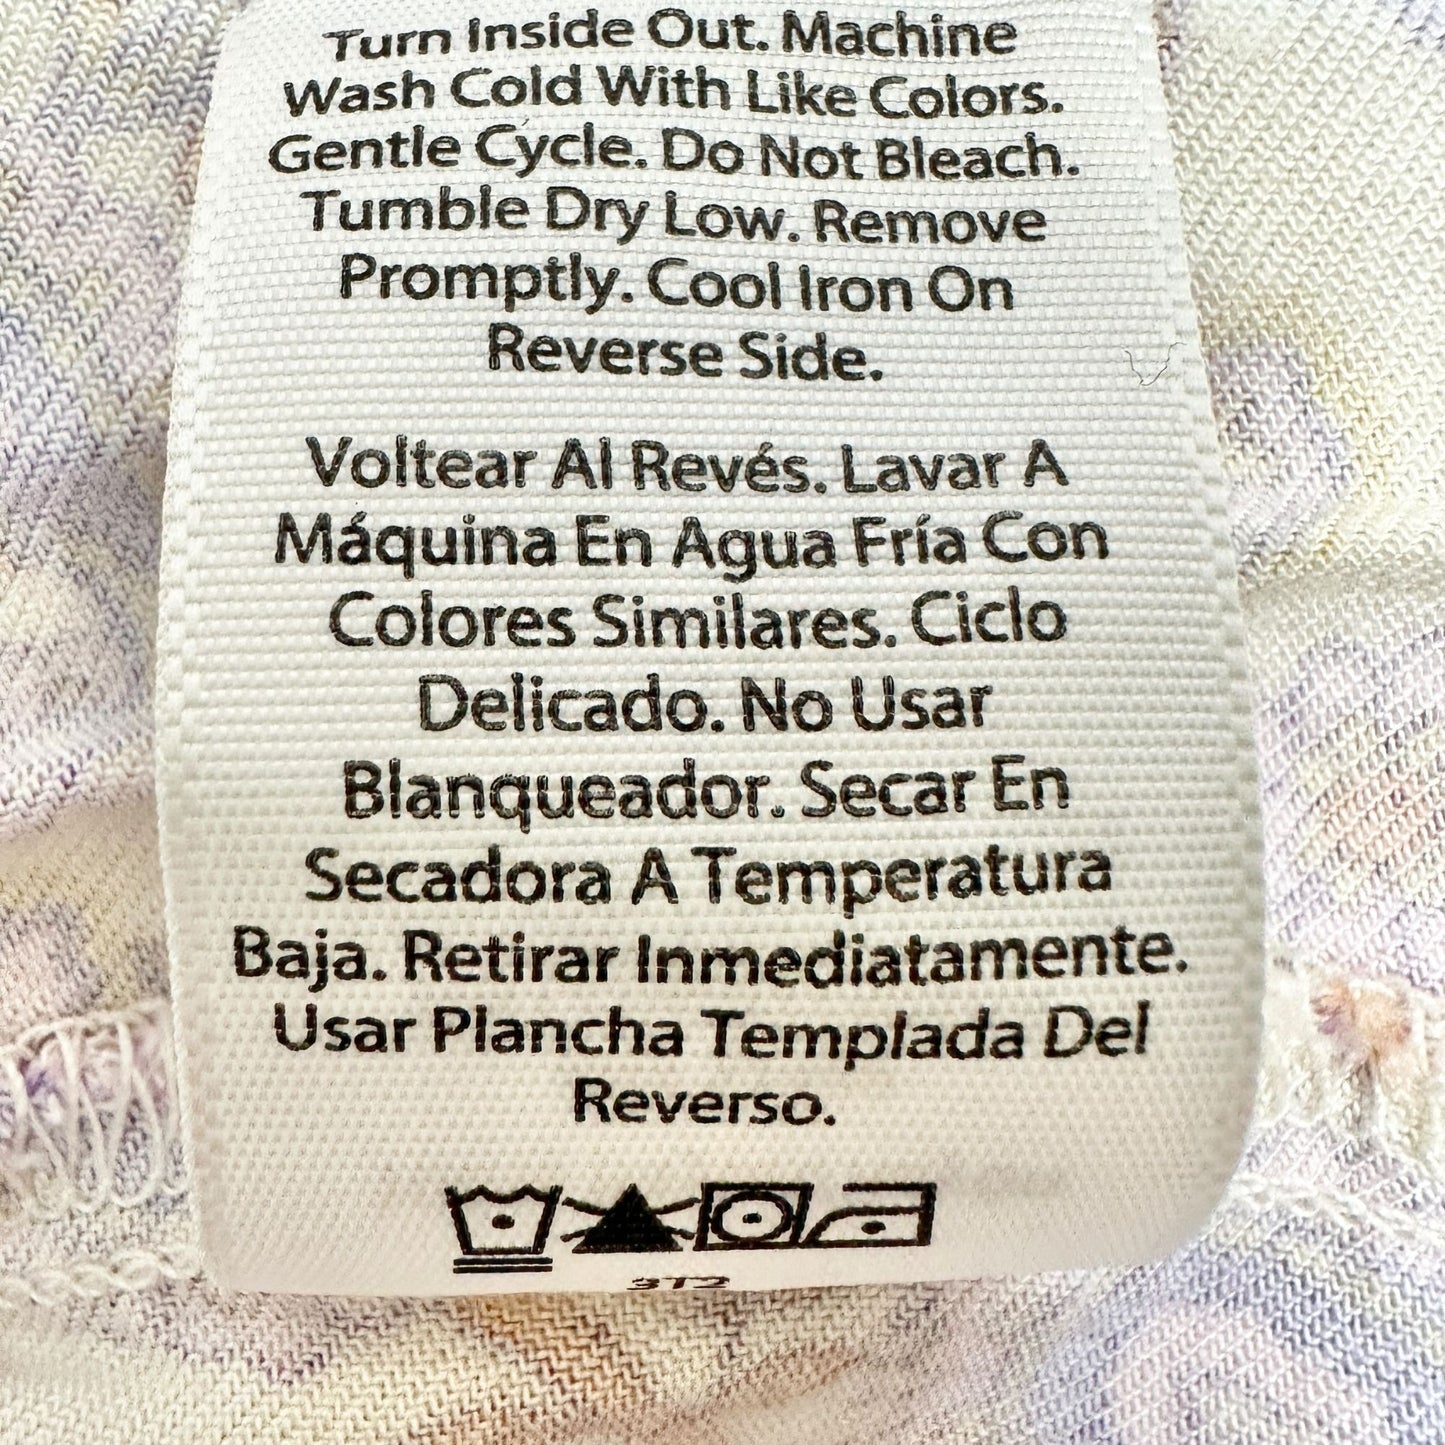 Turn Inside Out. Machine
Wash Cold With Like Colors.
Gentle Cycle. Do Not Bleach.
Tumble Dry Low. Remove
Promptly. Cool Iron On
Reverse Side.
Voltear Al Revés. Lavar A
Máquina En Agua Fría Con
Colores Similares. Ciclo
Delicado. No Usar
Blanqueador. Secar En
Secadora A Temperatura
Baja. Retirar Inmediatamente.
Usar Plancha Templada Del
Reverso.